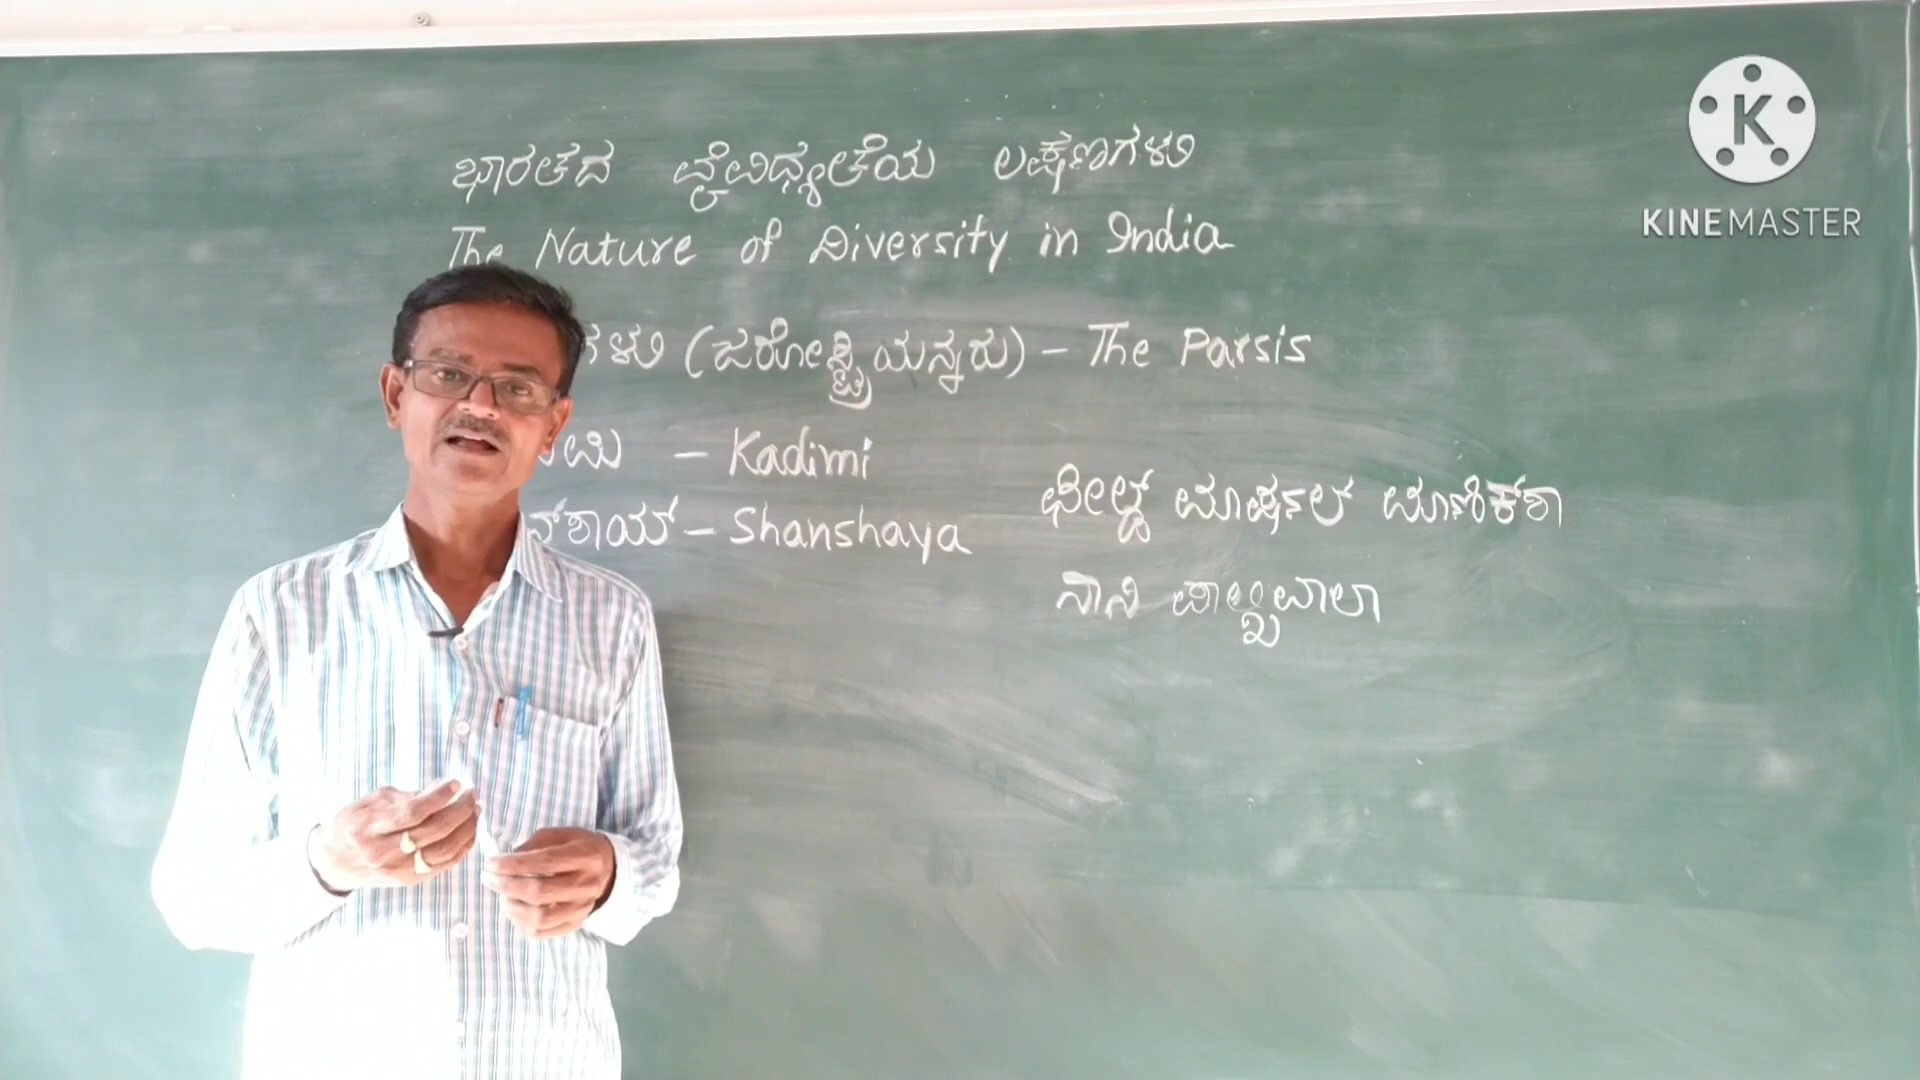 ಭಾರತದ ವೈವಿಧ್ಯತೆಯ ಲಕ್ಷಣಗಳು
The Nature of Diversity in India
ಗಳು (ಜರೋಷ್ಟ್ರಿಯನ್ನರು) – The Parsis
– Kadimi
ನ್‌ಶಾಯ್ – Shanshaya
ಫೀಲ್ಡ್ ಮಾರ್ಷಲ್ ಮಾಣಿಕ್‌ಶಾ
ನಾನಿ ಪಾಲ್ಖಿವಾಲಾ
KINEMASTER